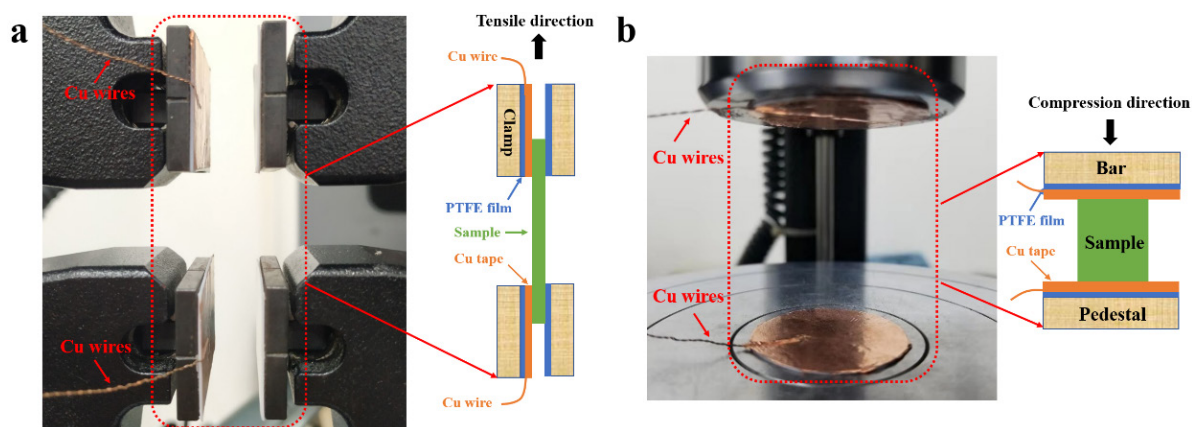 a
Tensile direction
Cu wire
Cu wires
Clamp
PTFE film
Sample
Cu tape
Cu wires
Cu wire
b
Compression direction
Cu wires
Bar
PTFE film
Sample
Cu tape
Cu wires
Pedestal